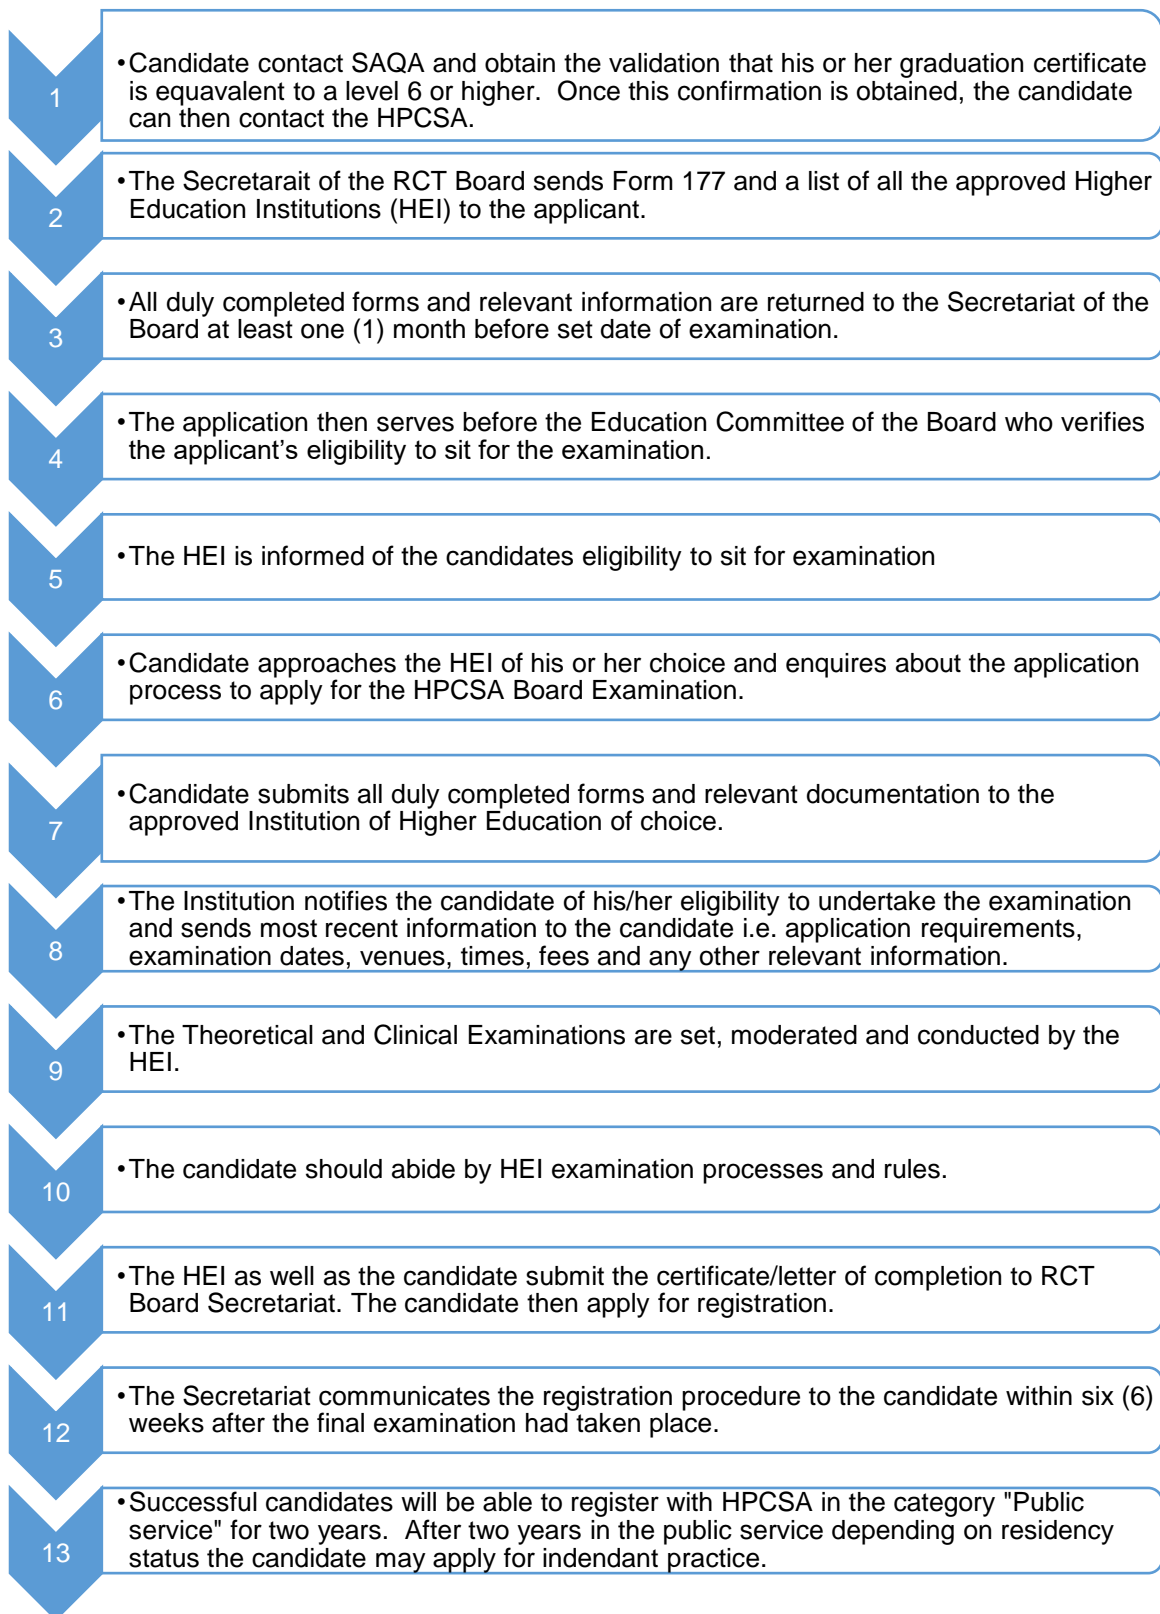 1
•Candidate contact SAQA and obtain the validation that his or her graduation certificate
is equavalent to a level 6 or higher.  Once this confirmation is obtained, the candidate
can then contact the HPCSA.
2
•The Secretarait of the RCT Board sends Form 177 and a list of all the approved Higher
Education Institutions (HEI) to the applicant.
3
•All duly completed forms and relevant information are returned to the Secretariat of the
Board at least one (1) month before set date of examination.
4
•The application then serves before the Education Committee of the Board who verifies
the applicant’s eligibility to sit for the examination.
5
•The HEI is informed of the candidates eligibility to sit for examination
6
•Candidate approaches the HEI of his or her choice and enquires about the application
process to apply for the HPCSA Board Examination.
7
•Candidate submits all duly completed forms and relevant documentation to the
approved Institution of Higher Education of choice.
8
•The Institution notifies the candidate of his/her eligibility to undertake the examination
and sends most recent information to the candidate i.e. application requirements,
examination dates, venues, times, fees and any other relevant information.
9
•The Theoretical and Clinical Examinations are set, moderated and conducted by the
HEI.
10
•The candidate should abide by HEI examination processes and rules.
11
•The HEI as well as the candidate submit the certificate/letter of completion to RCT
Board Secretariat. The candidate then apply for registration.
12
•The Secretariat communicates the registration procedure to the candidate within six (6)
weeks after the final examination had taken place.
13
•Successful candidates will be able to register with HPCSA in the category "Public
service" for two years.  After two years in the public service depending on residency
status the candidate may apply for indendant practice.